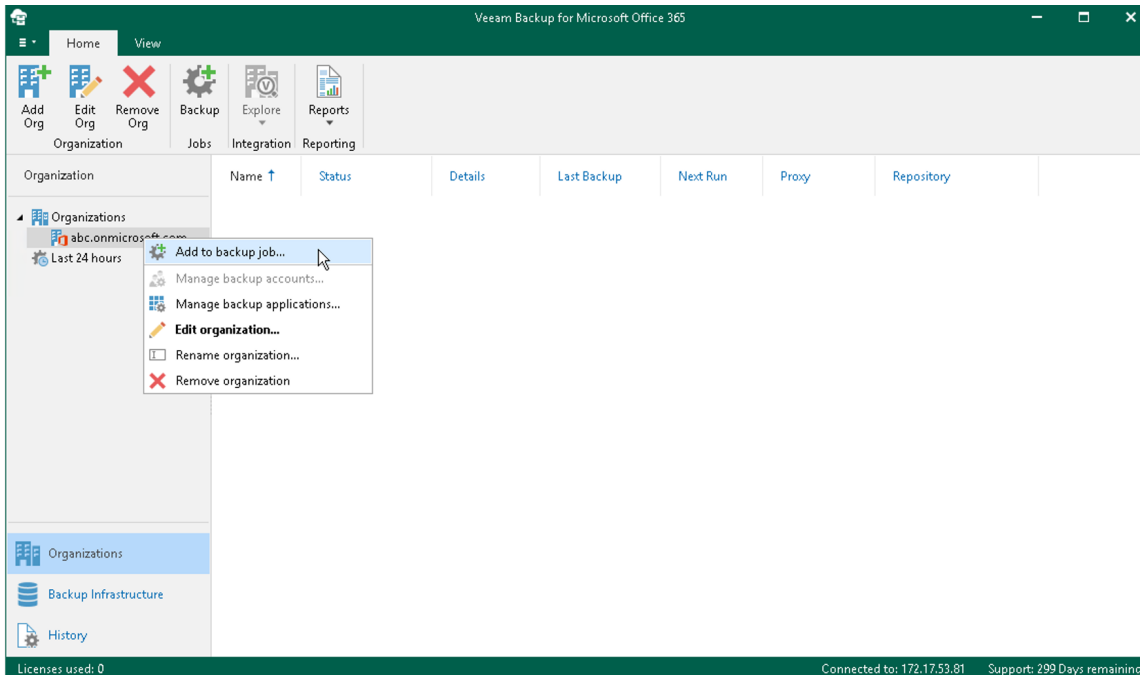 Veeam Backup for Microsoft Office 365
Home View
Add Org
Edit Org
Remove Org
Backup
Explore
Reports
Organization Jobs Integration Reporting
Organization
Name Status Details Last Backup Next Run Proxy Repository
Organizations
abc.onmicrosoft.com
Last 24 hours
Add to backup job...
Manage backup accounts...
Manage backup applications...
Edit organization...
Rename organization...
Remove organization
Organizations
Backup Infrastructure
History
Licenses used: 0 Connected to: 172.17.53.81 Support: 299 Days remaining